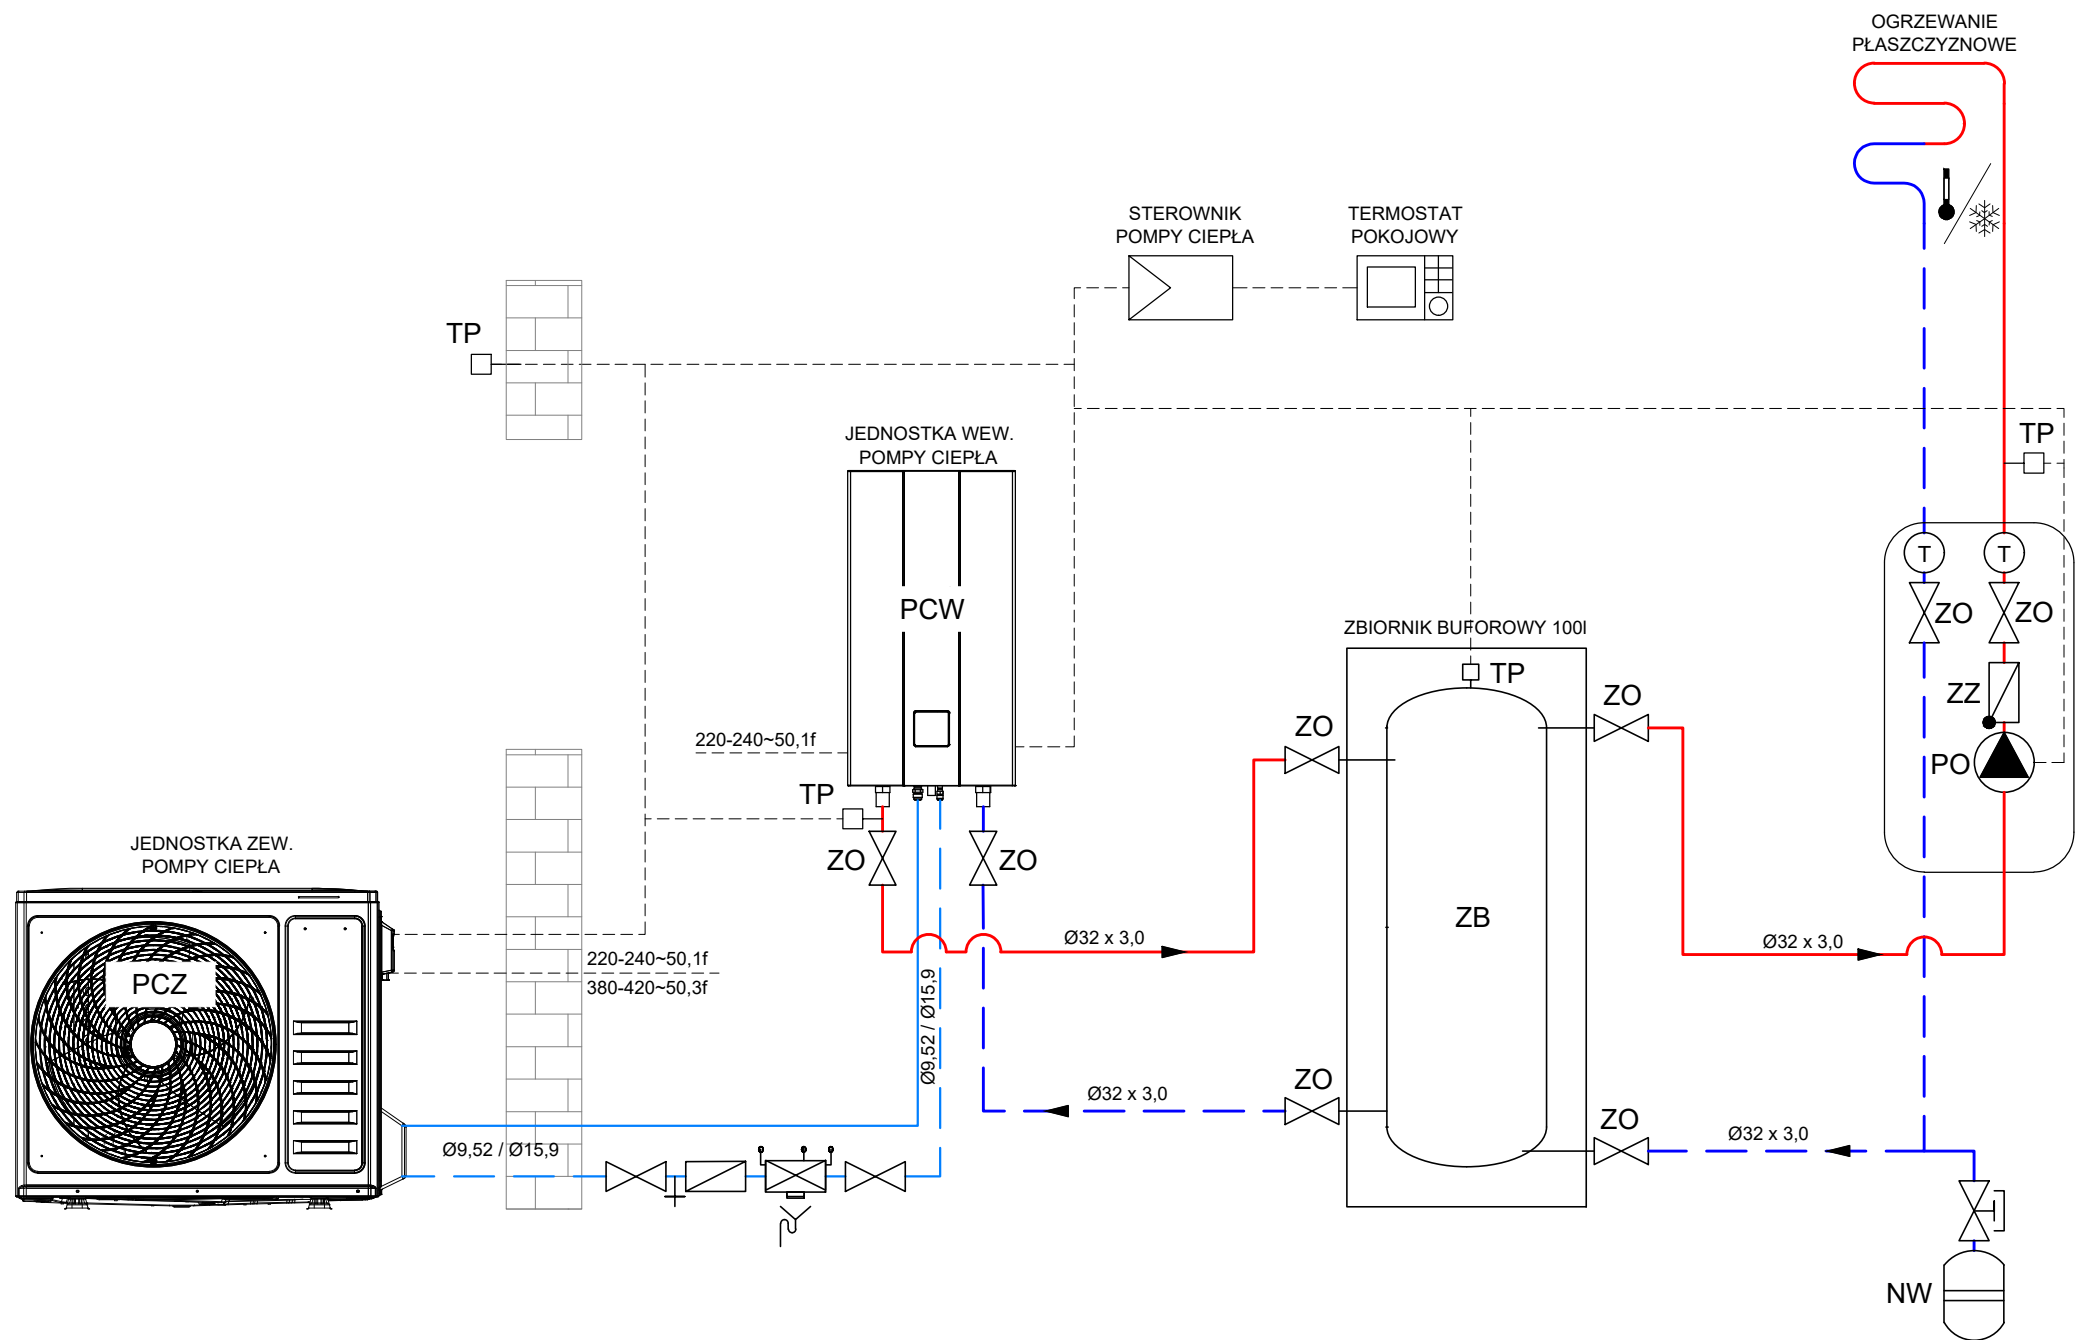 OGRZEWANIE
PŁASZCZYZNOWE
STEROWNIK
POMPY CIEPŁA
TERMOSTAT
POKOJOWY
TP
JEDNOSTKA WEW.
POMPY CIEPŁA
TP
T
T
PCW
ZO
ZO
ZBIORNIK BUFOROWY 100l
TP
ZZ
ZO
ZO
220-240~50,1f
PO
TP
JEDNOSTKA ZEW.
POMPY CIEPŁA
ZO
ZO
ZB
Ø32 x 3,0
Ø32 x 3,0
220-240~50,1f
PCZ
380-420~50,3f
Ø9,52 / Ø15,9
ZO
Ø32 x 3,0
ZO
Ø32 x 3,0
Ø9,52 / Ø15,9
NW